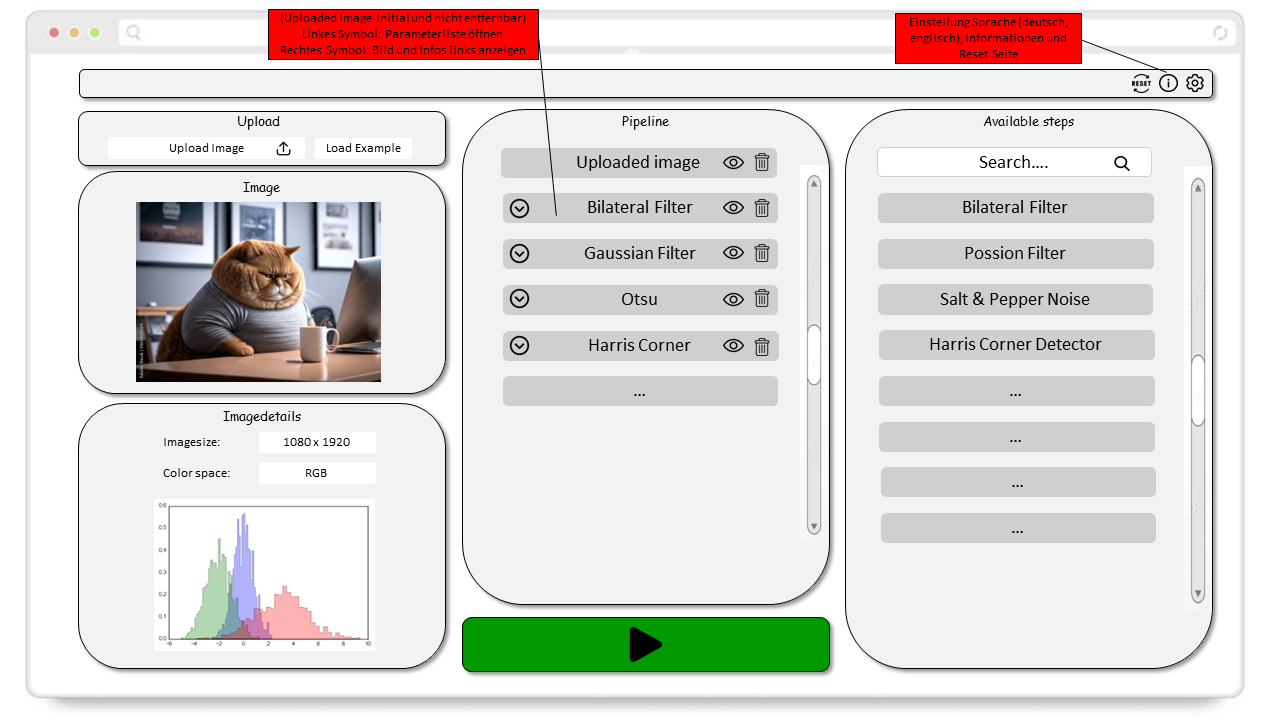 (Uploaded Image Initial und nicht entfernbar)
Linkes Symbol: Parameterliste öffnen
Rechtes Symbol: Bild und Infos links anzeigen
Einstellung Sprache (deutsch,
englisch), Informationen und
Reset Seite
RESET
Upload
Upload Image
Load Example
Image
Imagedetails
Imagesize:
1080 x 1920
Color space:
RGB
0.6
0.5
0.4
0.3
0.2
0.1
0.0
-6 -4 -2 0 2 4 6 8 10
Pipeline
Uploaded image
Bilateral Filter
Gaussian Filter
Otsu
Harris Corner
...
Available steps
Search....
Bilateral Filter
Possion Filter
Salt & Pepper Noise
Harris Corner Detector
...
...
...
...